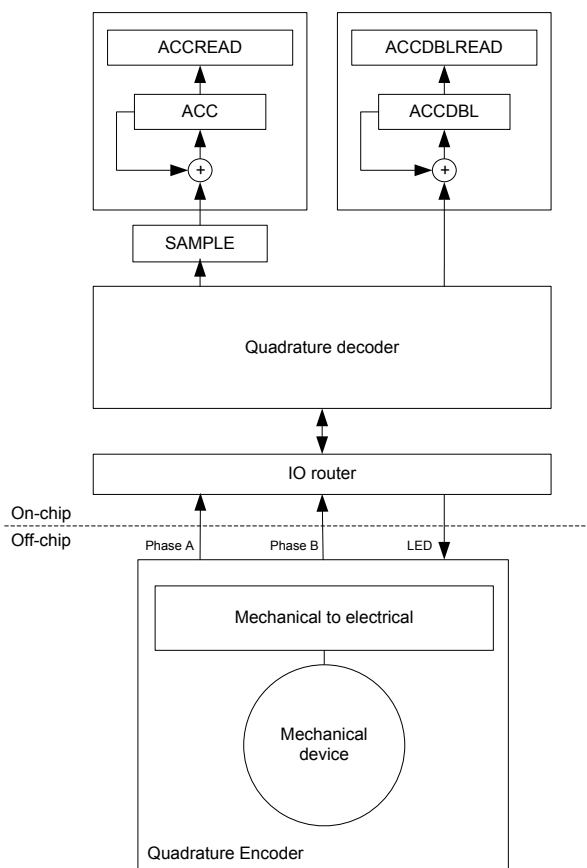 ACCREAD
ACCDBLREAD
ACC
ACCDBL
+
+
SAMPLE
Quadrature decoder
IO router
On-chip
Off-chip
Phase A
Phase B
LED
Mechanical to electrical
Mechanical
device
Quadrature Encoder